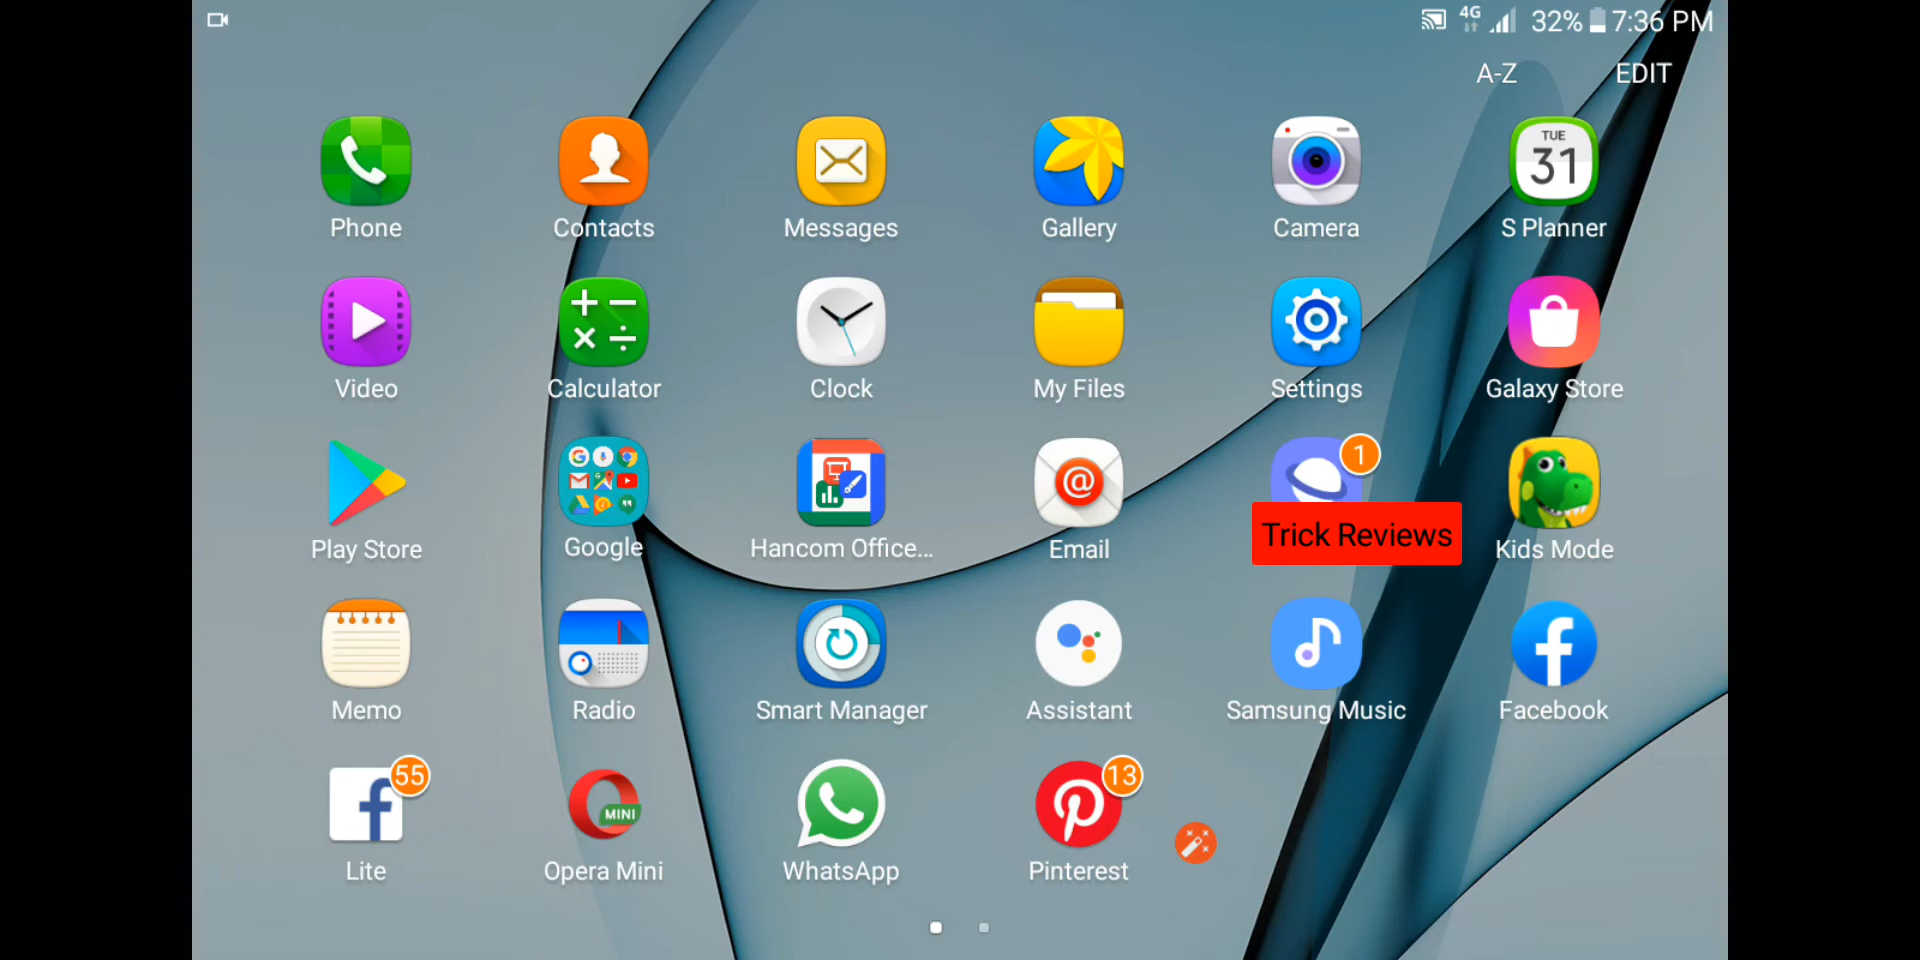 4G 32% 7:36 PM
A-Z EDIT
TUE
31
Phone Contacts Messages Gallery Camera S Planner
Video Calculator Clock My Files Settings Galaxy Store
1
Trick Reviews
Play Store Google Hancom Office... Email Kids Mode
Memo Radio Smart Manager Assistant Samsung Music Facebook
55 MINI 13
Lite Opera Mini WhatsApp Pinterest